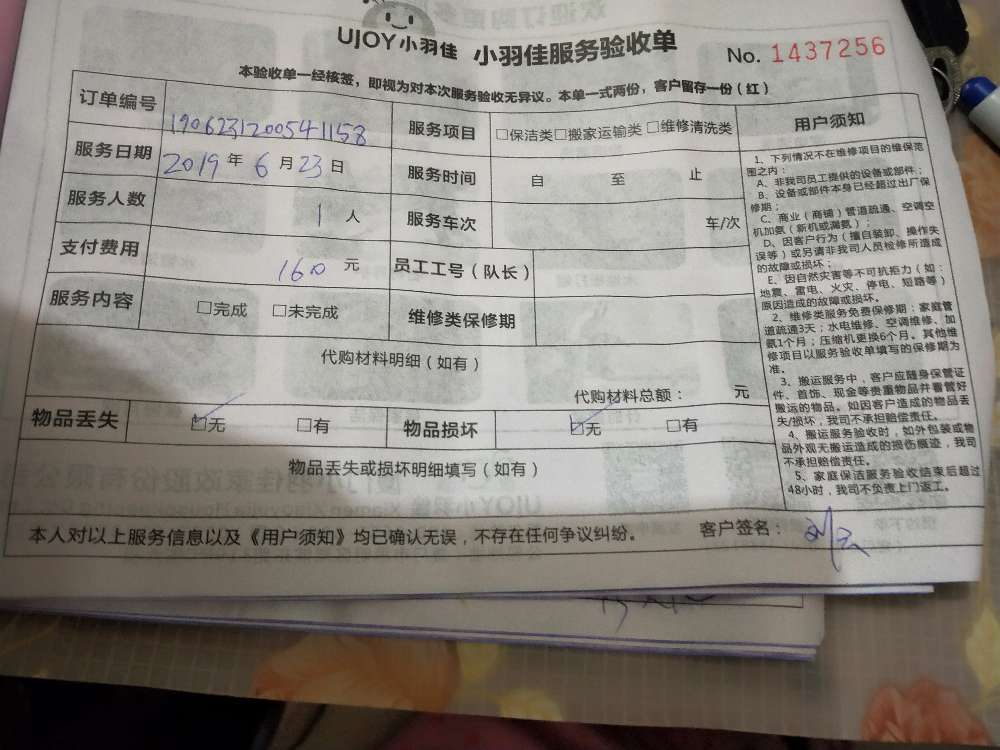 UJOY小羽佳 小羽佳服务验收单 No. 1437256
本验收单一经核签，即视为对本次服务验收无异议。本单一式两份，客户留存一份（红）
订单编号 190623120054 1158 服务项目 □保洁类□搬家运输类□维修清洗类
服务日期 2019 年 6 月 23 日 服务时间 自 至 止
服务人数 1 人 服务车次 车/次
支付费用 160 元 员工工号（队长）
服务内容 □完成 □未完成 维修类保修期
代购材料明细（如有）
代购材料总额： 元
物品丢失 ☑无 □有 物品损坏 ☑无 □有
物品丢失或损坏明细填写（如有）
用户须知
1、下列情况不在维修项目的维保范
围之内：
A、非我司员工提供的设备或部件；
B、设备或部件本身已经超过出厂保
修期；
C、商业（商铺）管道疏通、空调空
机加氨（新机或漏氨）；
D、因客户行为（擅自装卸、操作失
误等）或另请非我司人员检修所造成
的故障或损坏；
E、因自然灾害等不可抗拒力（如：
地震、雷电、火灾、停电、短路等）
原因造成的故障或损坏。
2、维修类服务免费保修期：家庭管
道疏通3天；水电维修、空调维修、加
氨1个月；压缩机更换6个月。其他维
修项目以服务验收单填写的保修期为
准。
3、搬运服务中，客户应随身保管证
件、首饰、现金等贵重物品并看管好
搬运的物品。如因客户造成的物品丢
失/损坏，我司不承担赔偿责任。
4、搬运服务验收时，如外包装或物
品外观无搬运造成的损伤痕迹，我司
不承担赔偿责任。
5、家庭保洁服务验收结束后超过
48小时，我司不负责上门返工。
本人对以上服务信息以及《用户须知》均已确认无误，不存在任何争议纠纷。 客户签名：